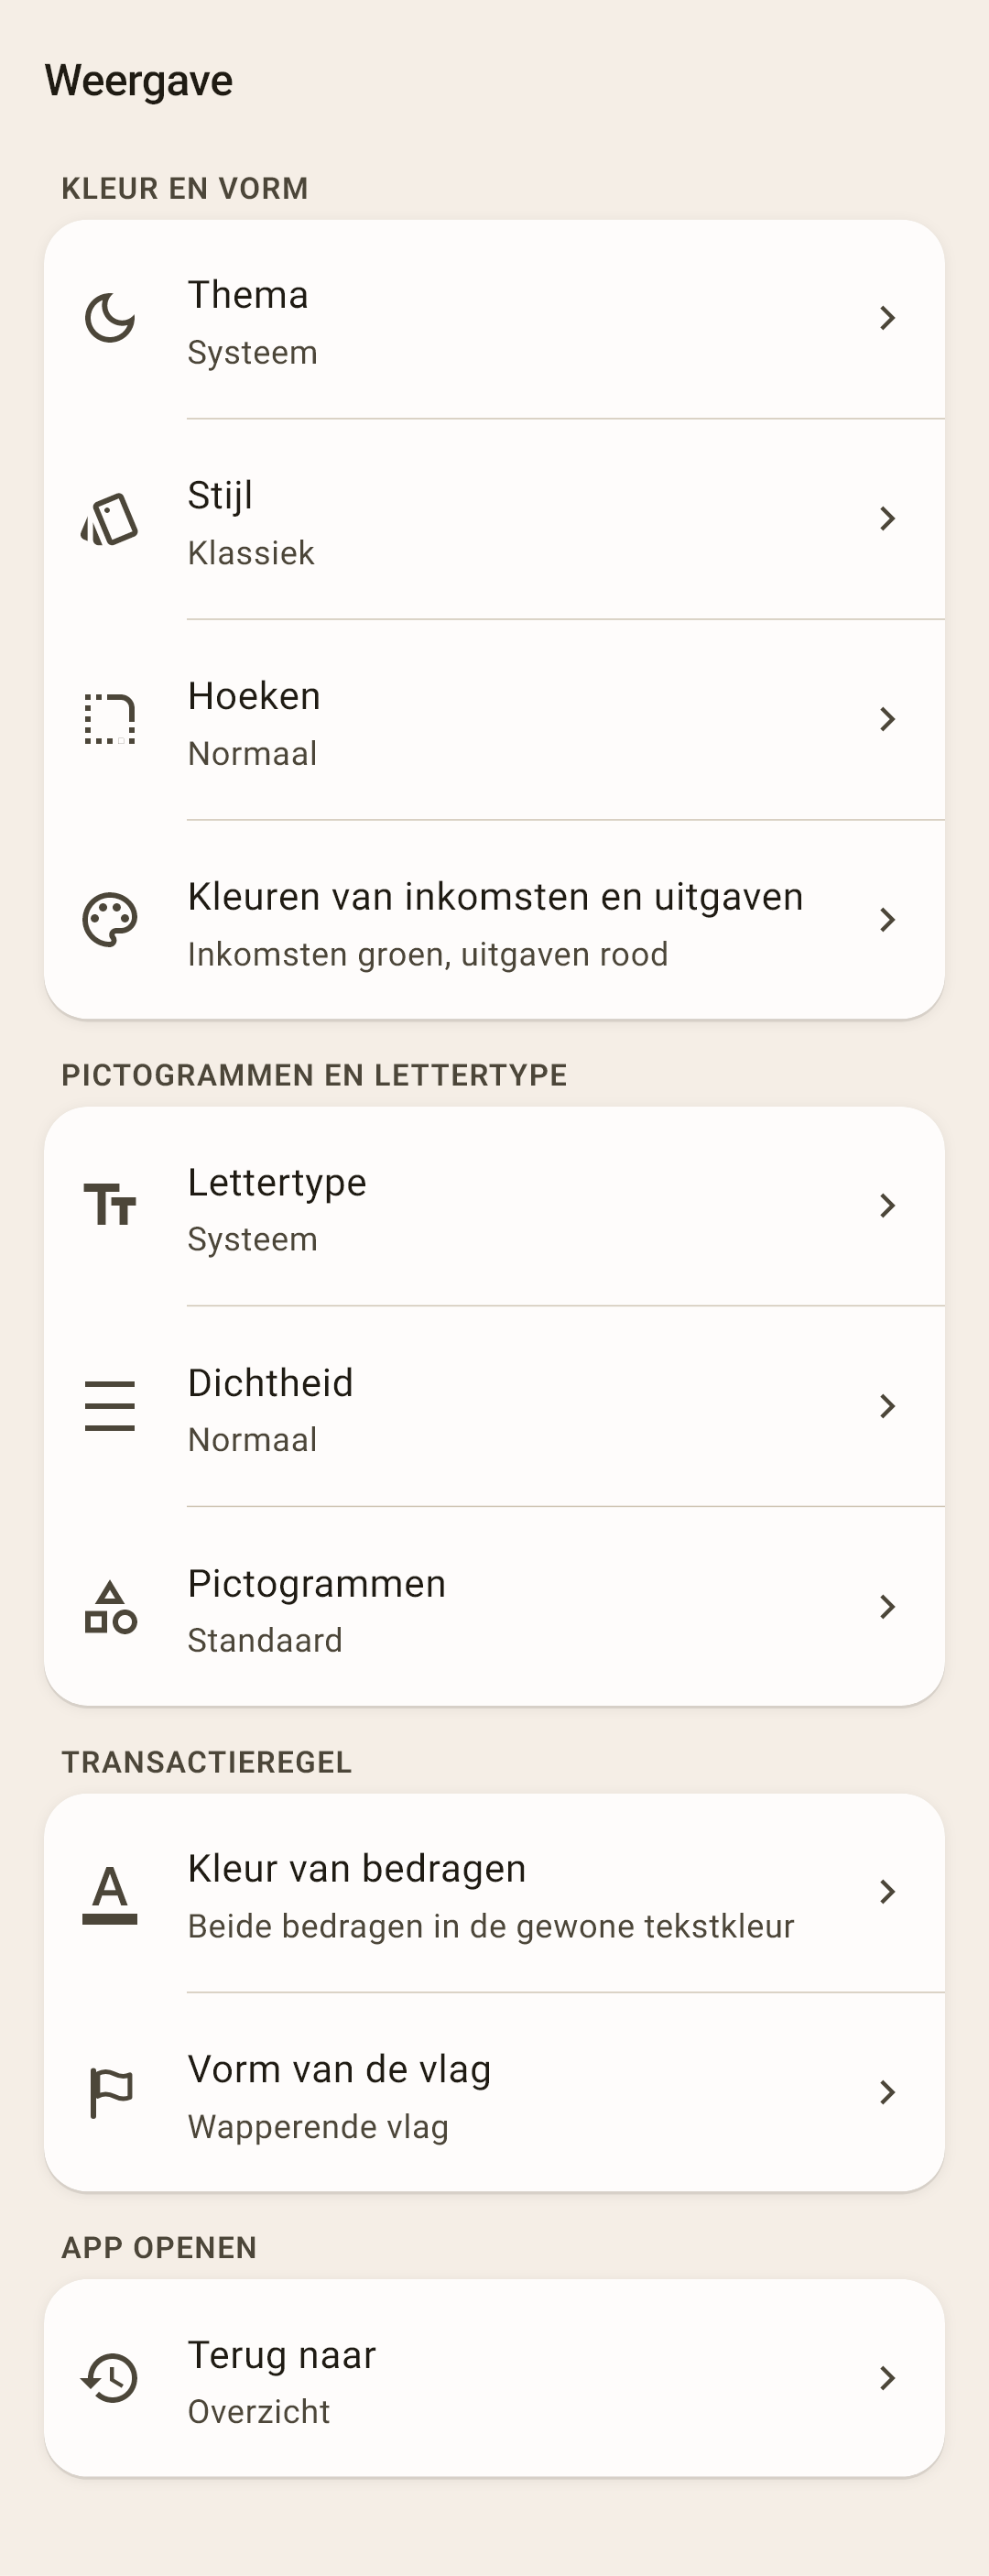 Weergave
KLEUR EN VORM
Thema
Systeem
Stijl
Klassiek
Hoeken
Normaal
Kleuren van inkomsten en uitgaven
Inkomsten groen, uitgaven rood
PICTOGRAMMEN EN LETTERTYPE
Lettertype
Systeem
Dichtheid
Normaal
Pictogrammen
Standaard
TRANSACTIEREGEL
Kleur van bedragen
Beide bedragen in de gewone tekstkleur
Vorm van de vlag
Wapperende vlag
APP OPENEN
Terug naar
Overzicht